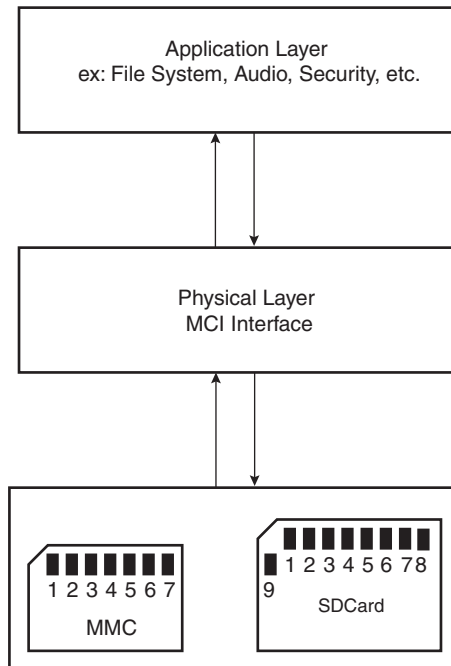 Application Layer
ex: File System, Audio, Security, etc.
Physical Layer
MCI Interface
1 2 3 4 5 6 7
MMC
1 2 3 4 5 6 7 8
9
SDCard